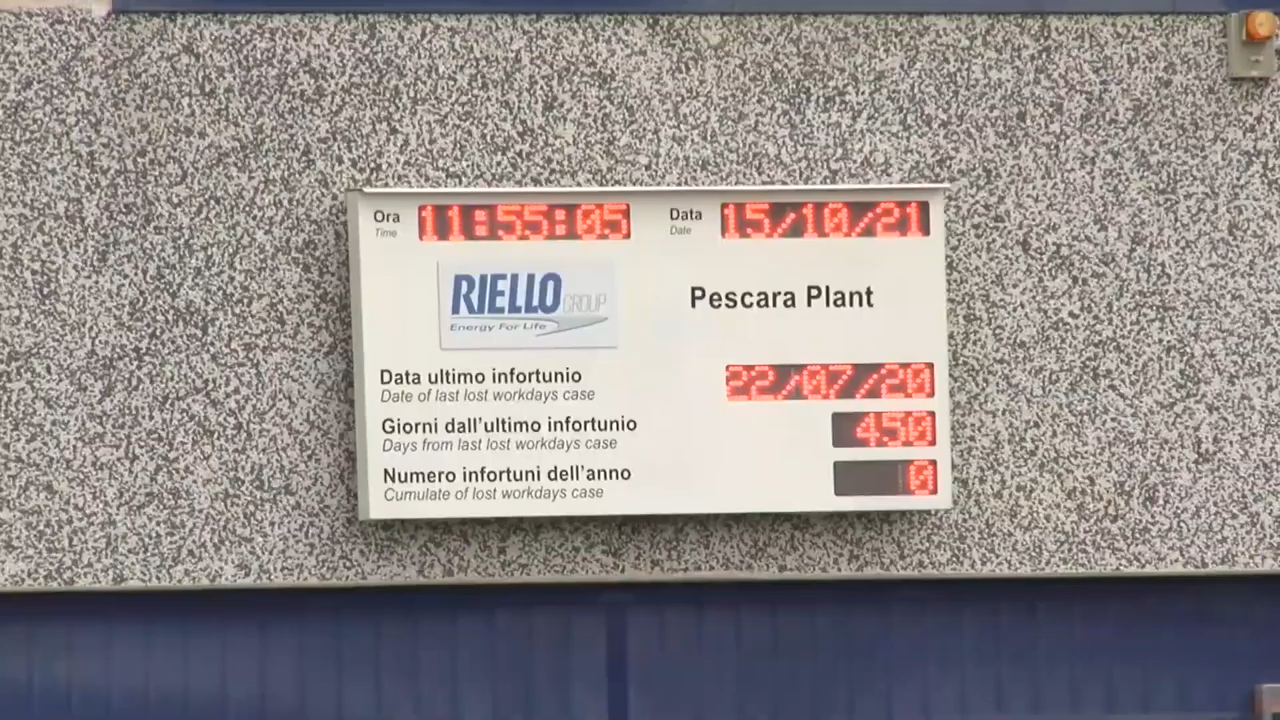 Ora 11:55:05 Data 15/10/21
Time Date
RIELLO GROUP
Energy For Life
Pescara Plant
Data ultimo infortunio 22/07/20
Date of last lost workdays case
Giorni dall'ultimo infortunio 450
Days from last lost workdays case
Numero infortuni dell'anno 0
Cumulate of lost workdays case